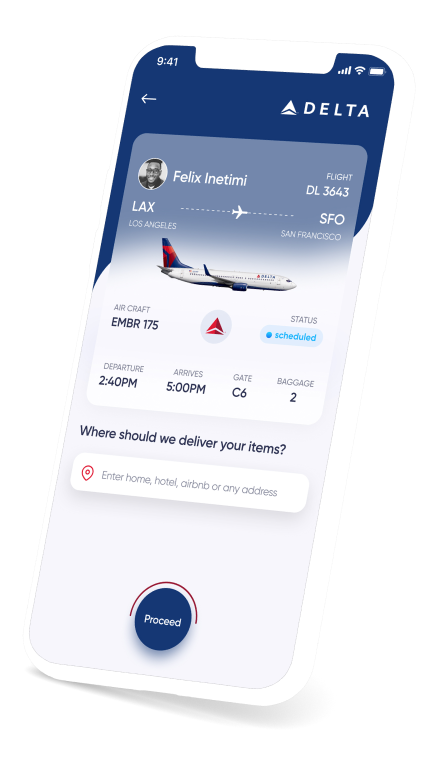 9:41
DELTA
Felix Inetimi
FLIGHT
DL 3643
LAX
SFO
LOS ANGELES
SAN FRANCISCO
DELTA
AIR CRAFT
EMBR 175
STATUS
scheduled
DEPARTURE
ARRIVES
GATE
BAGGAGE
2:40PM
5:00PM
C6
2
Where should we deliver your items?
Enter home, hotel, airbnb or any address
Proceed